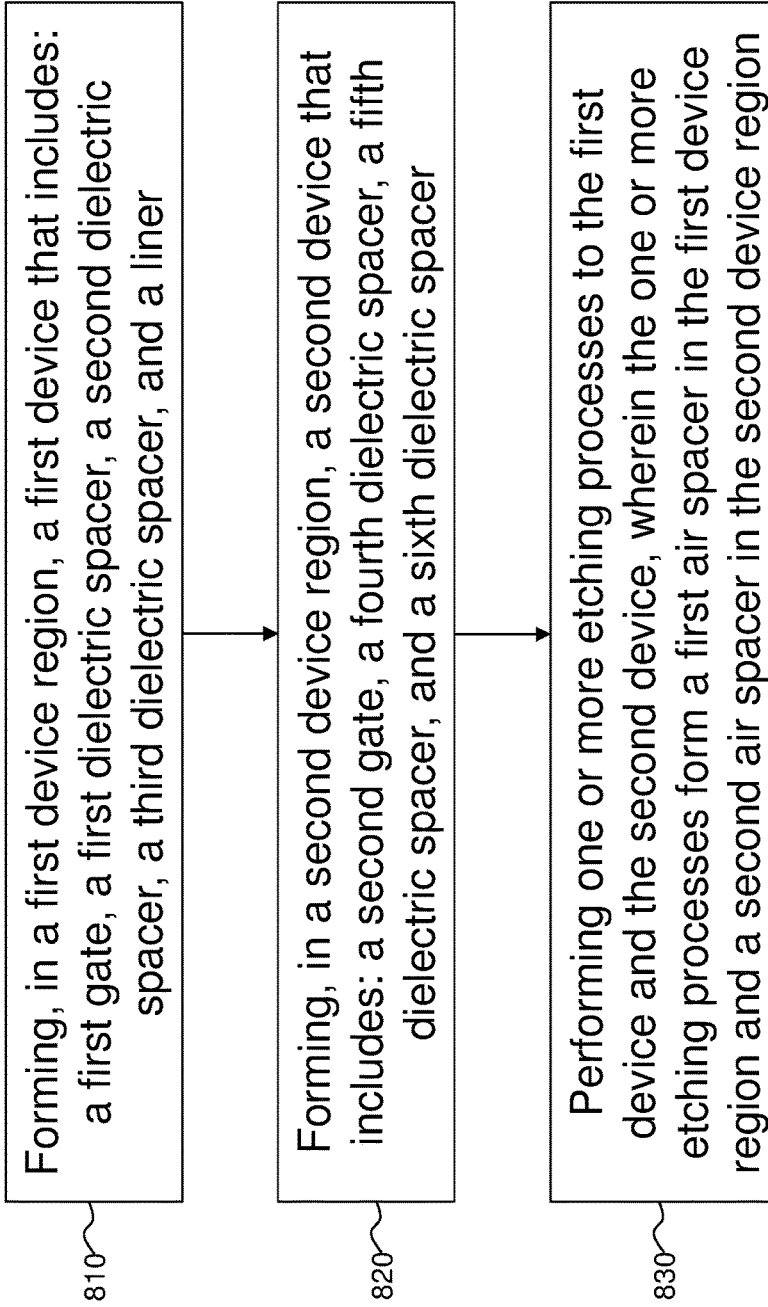 810
Forming, in a first device region, a first device that includes:
a first gate, a first dielectric spacer, a second dielectric
spacer, a third dielectric spacer, and a liner
820
Forming, in a second device region, a second device that
includes: a second gate, a fourth dielectric spacer, a fifth
dielectric spacer, and a sixth dielectric spacer
830
Performing one or more etching processes to the first
device and the second device, wherein the one or more
etching processes form a first air spacer in the first device
region and a second air spacer in the second device region